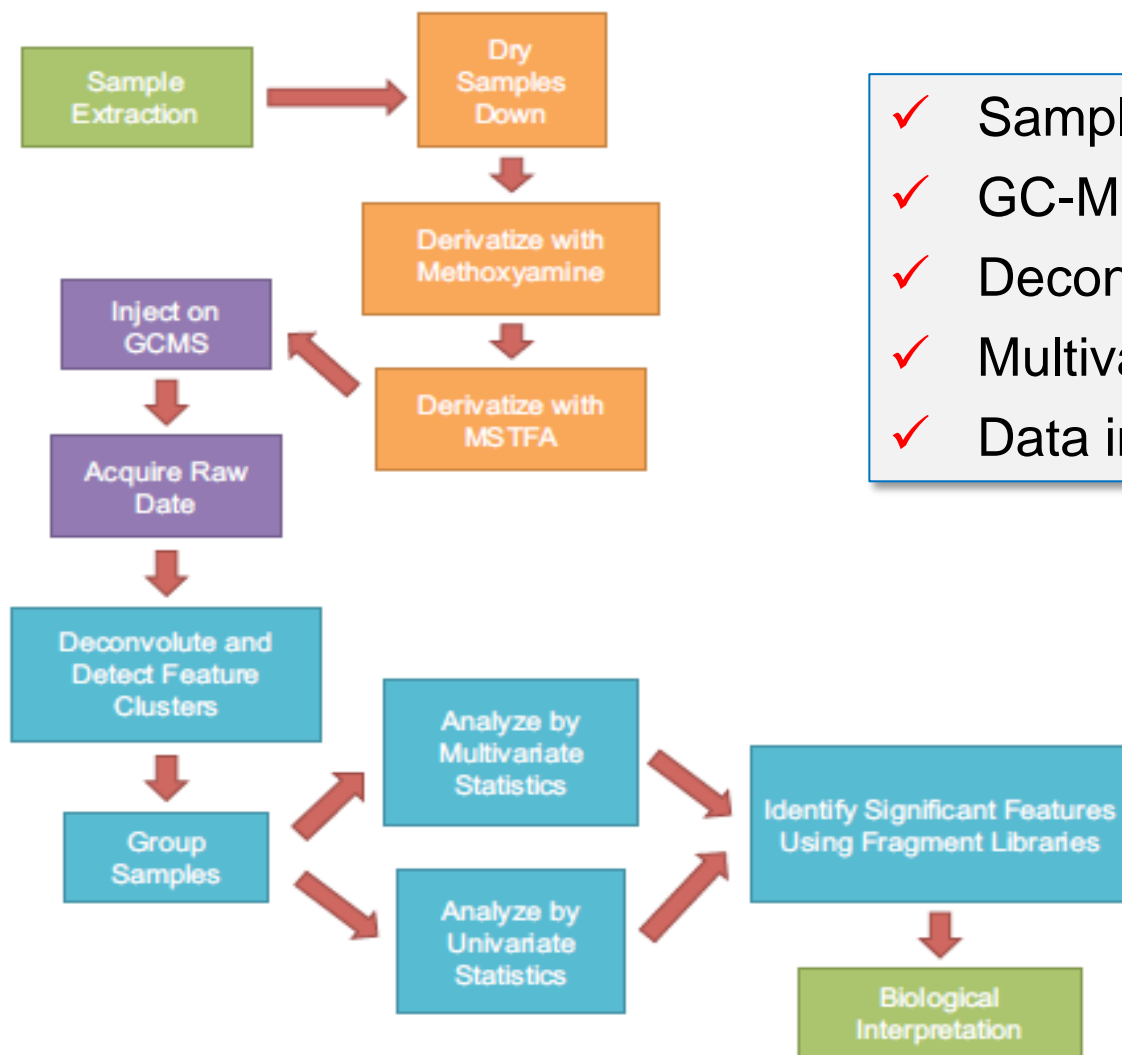 Sample
Extraction
Dry
Samples
Down
Derivatize with
Methoxyamine
Derivatize with
MSTFA
Inject on
GCMS
Acquire Raw
Date
Deconvolute and
Detect Feature
Clusters
Group
Samples
Analyze by
Multivariate
Statistics
Analyze by
Univariate
Statistics
Identify Significant Features
Using Fragment Libraries
Biological
Interpretation
✓ Sampl
✓ GC-M
✓ Decon
✓ Multiva
✓ Data i